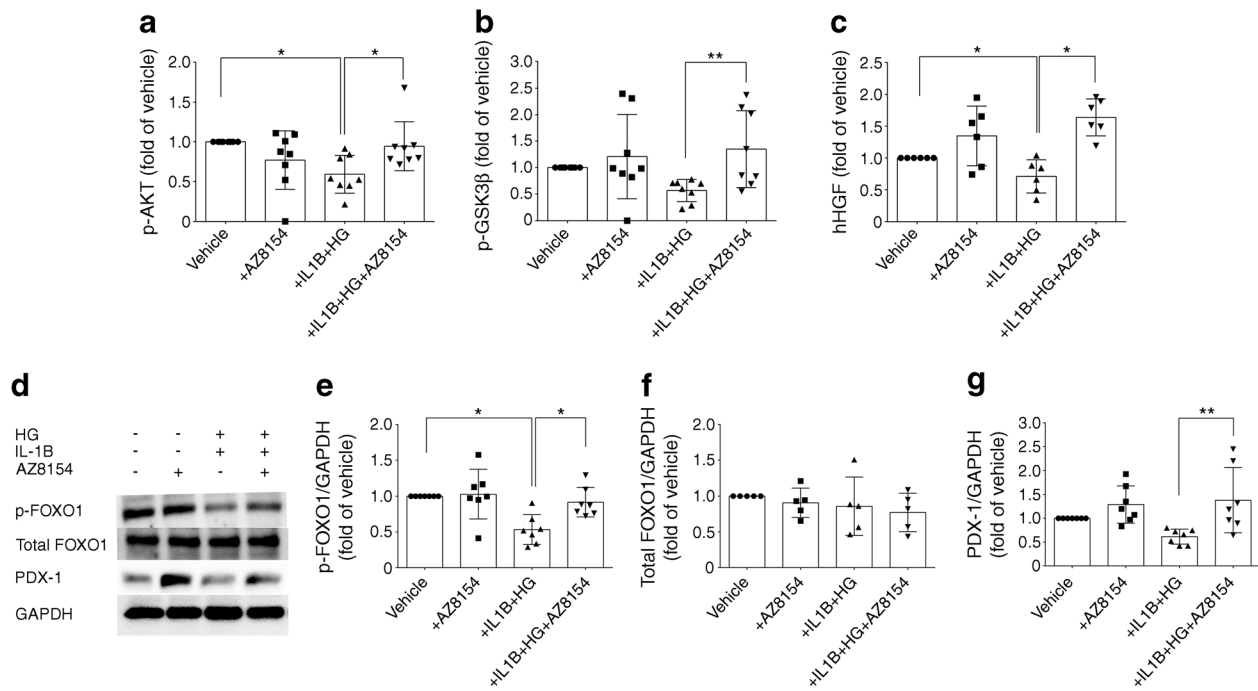 a
*
*
p-AKT (fold of vehicle)
2.0
1.5
1.0
0.5
0
Vehicle
+AZ8154
+IL1B+HG
+IL1B+HG+AZ8154
b
**
p-GSK3β (fold of vehicle)
3.0
2.5
2.0
1.5
1.0
0.5
0
Vehicle
+AZ8154
+IL1B+HG
+IL1B+HG+AZ8154
c
*
*
hHGF (fold of vehicle)
2.5
2.0
1.5
1.0
0.5
0
Vehicle
+AZ8154
+IL1B+HG
+IL1B+HG+AZ8154
d
HG - - + +
IL-1B - - + +
AZ8154 - + - +
p-FOXO1
Total FOXO1
PDX-1
GAPDH
e
*
*
p-FOXO1/GAPDH
(fold of vehicle)
2.0
1.5
1.0
0.5
0
Vehicle
+AZ8154
+IL1B+HG
+IL1B+HG+AZ8154
f
Total FOXO1/GAPDH
(fold of vehicle)
2.0
1.5
1.0
0.5
0
Vehicle
+AZ8154
+IL1B+HG
+IL1B+HG+AZ8154
g
**
PDX-1/GAPDH
(fold of vehicle)
3.0
2.5
2.0
1.5
1.0
0.5
0
Vehicle
+AZ8154
+IL1B+HG
+IL1B+HG+AZ8154